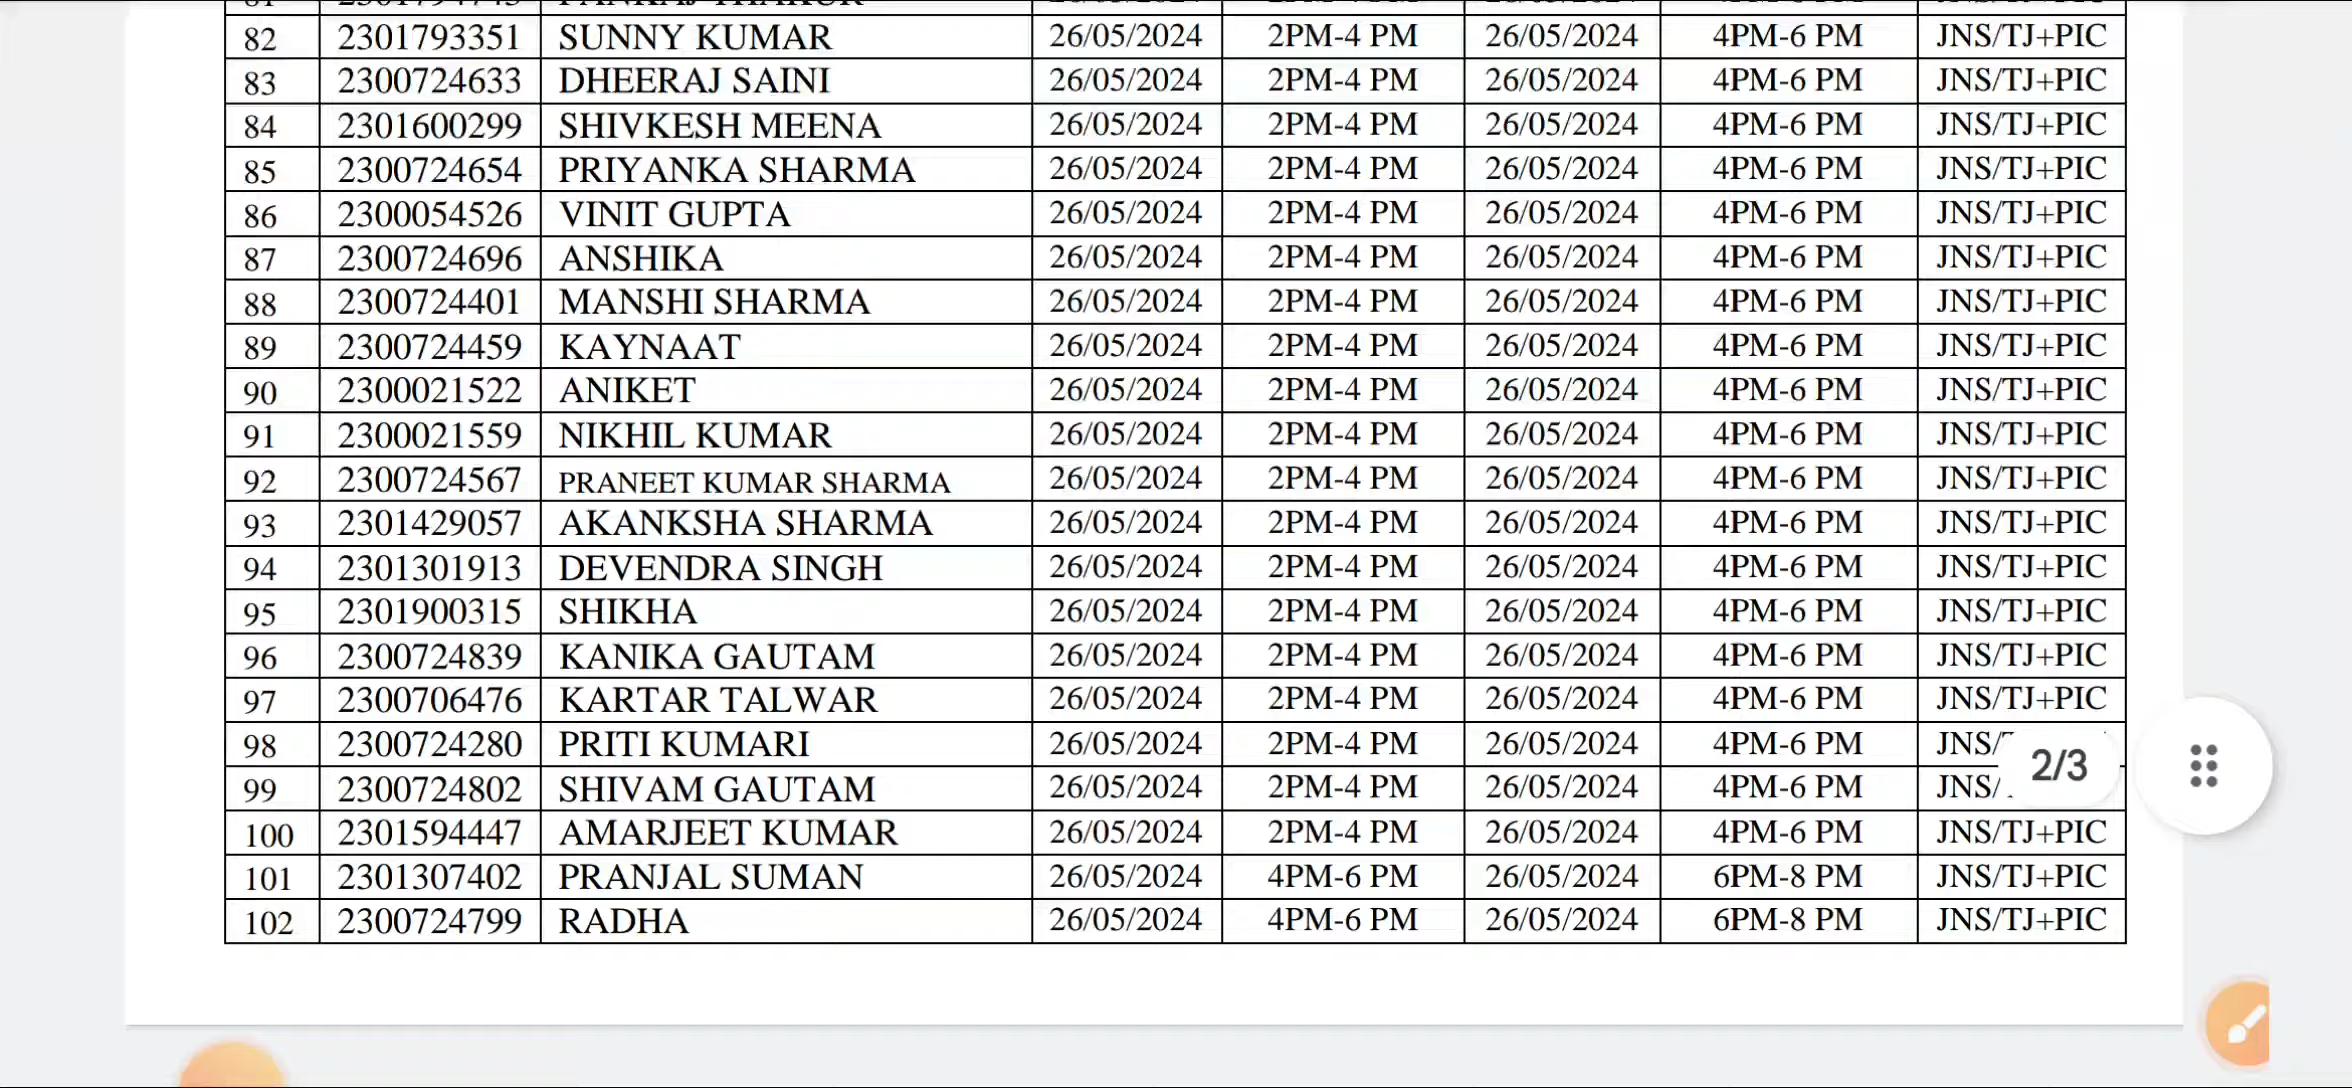 82 2301793351 SUNNY KUMAR 26/05/2024 2PM-4 PM 26/05/2024 4PM-6 PM JNS/TJ+PIC
83 2300724633 DHEERAJ SAINI 26/05/2024 2PM-4 PM 26/05/2024 4PM-6 PM JNS/TJ+PIC
84 2301600299 SHIVKESH MEENA 26/05/2024 2PM-4 PM 26/05/2024 4PM-6 PM JNS/TJ+PIC
85 2300724654 PRIYANKA SHARMA 26/05/2024 2PM-4 PM 26/05/2024 4PM-6 PM JNS/TJ+PIC
86 2300054526 VINIT GUPTA 26/05/2024 2PM-4 PM 26/05/2024 4PM-6 PM JNS/TJ+PIC
87 2300724696 ANSHIKA 26/05/2024 2PM-4 PM 26/05/2024 4PM-6 PM JNS/TJ+PIC
88 2300724401 MANSHI SHARMA 26/05/2024 2PM-4 PM 26/05/2024 4PM-6 PM JNS/TJ+PIC
89 2300724459 KAYNAAT 26/05/2024 2PM-4 PM 26/05/2024 4PM-6 PM JNS/TJ+PIC
90 2300021522 ANIKET 26/05/2024 2PM-4 PM 26/05/2024 4PM-6 PM JNS/TJ+PIC
91 2300021559 NIKHIL KUMAR 26/05/2024 2PM-4 PM 26/05/2024 4PM-6 PM JNS/TJ+PIC
92 2300724567 PRANEET KUMAR SHARMA 26/05/2024 2PM-4 PM 26/05/2024 4PM-6 PM JNS/TJ+PIC
93 2301429057 AKANKSHA SHARMA 26/05/2024 2PM-4 PM 26/05/2024 4PM-6 PM JNS/TJ+PIC
94 2301301913 DEVENDRA SINGH 26/05/2024 2PM-4 PM 26/05/2024 4PM-6 PM JNS/TJ+PIC
95 2301900315 SHIKHA 26/05/2024 2PM-4 PM 26/05/2024 4PM-6 PM JNS/TJ+PIC
96 2300724839 KANIKA GAUTAM 26/05/2024 2PM-4 PM 26/05/2024 4PM-6 PM JNS/TJ+PIC
97 2300706476 KARTAR TALWAR 26/05/2024 2PM-4 PM 26/05/2024 4PM-6 PM JNS/TJ+PIC
98 2300724280 PRITI KUMARI 26/05/2024 2PM-4 PM 26/05/2024 4PM-6 PM JNS/
2/3
99 2300724802 SHIVAM GAUTAM 26/05/2024 2PM-4 PM 26/05/2024 4PM-6 PM JNS/
100 2301594447 AMARJEET KUMAR 26/05/2024 2PM-4 PM 26/05/2024 4PM-6 PM JNS/TJ+PIC
101 2301307402 PRANJAL SUMAN 26/05/2024 4PM-6 PM 26/05/2024 6PM-8 PM JNS/TJ+PIC
102 2300724799 RADHA 26/05/2024 4PM-6 PM 26/05/2024 6PM-8 PM JNS/TJ+PIC